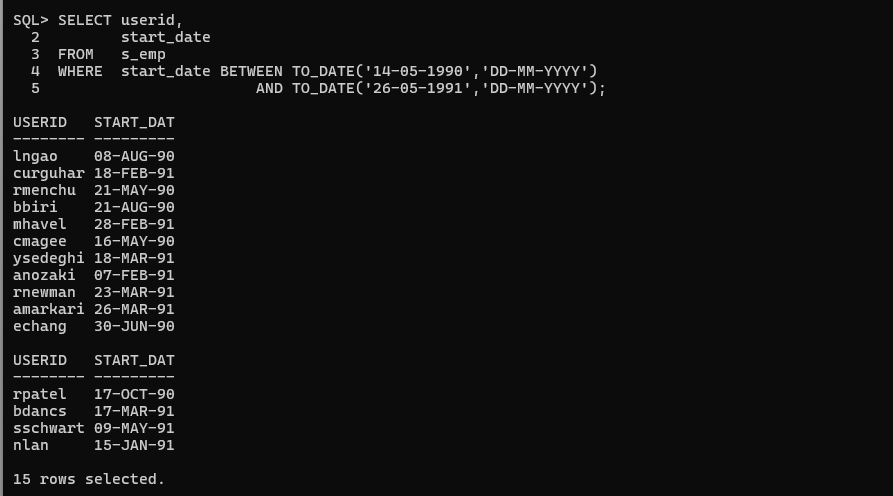 SQL> SELECT userid,
  2         start_date
  3  FROM   s_emp
  4  WHERE  start_date BETWEEN TO_DATE('14-05-1990','DD-MM-YYYY')
  5                        AND TO_DATE('26-05-1991','DD-MM-YYYY');
USERID   START_DAT
-------- ---------
lngao    08-AUG-90
curguhar 18-FEB-91
rmenchu  21-MAY-90
bbiri    21-AUG-90
mhavel   28-FEB-91
cmagee   16-MAY-90
ysedeghi 18-MAR-91
anozaki  07-FEB-91
rnewman  23-MAR-91
amarkari 26-MAR-91
echang   30-JUN-90
USERID   START_DAT
-------- ---------
rpatel   17-OCT-90
bdancs   17-MAR-91
sschwart 09-MAY-91
nlan     15-JAN-91
15 rows selected.